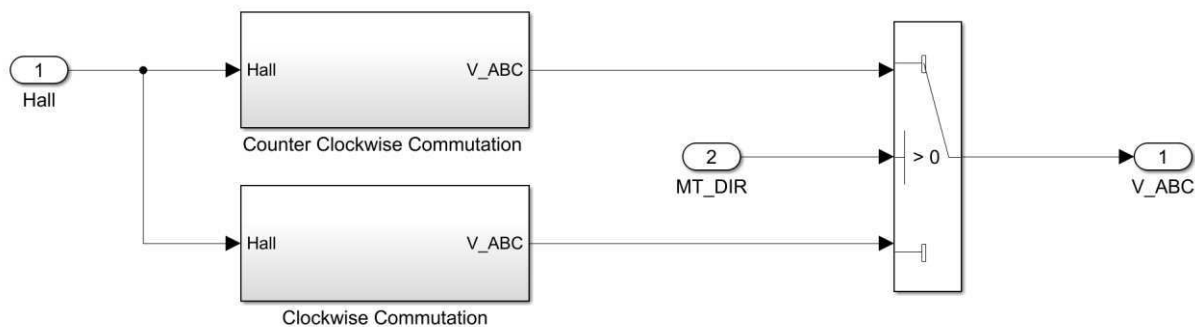 1
Hall
Hall
V_ABC
Counter Clockwise Commutation
2
MT_DIR
> 0
1
V_ABC
Hall
V_ABC
Clockwise Commutation